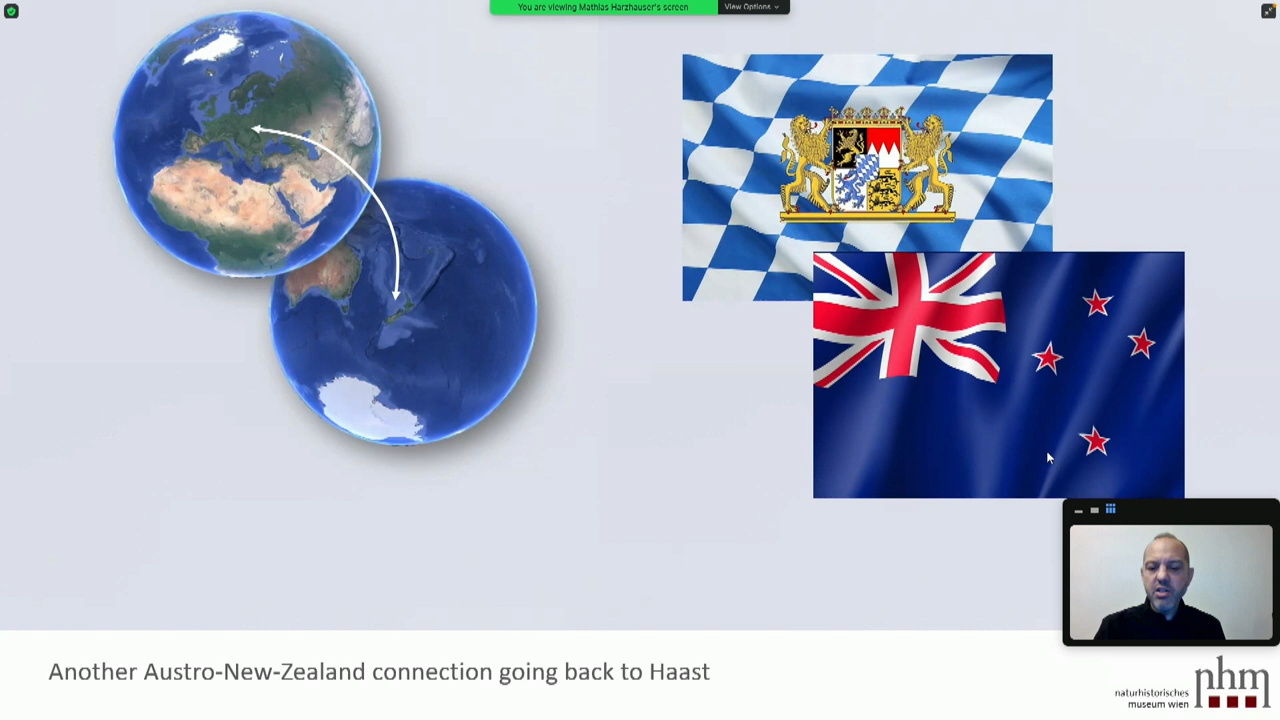 You are viewing Mathias Harzhauser's screen
View Options
Another Austro-New-Zealand connection going back to Haast
nhm
naturhistorisches
museum wien